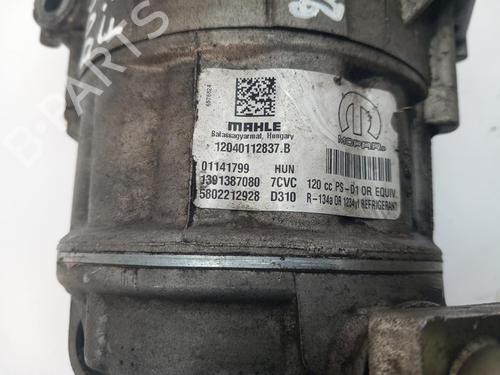 MAHLE
Balassagyarmat, Hungary
12040112837.B
MOPAR
01141799 HUN
1391387080 7CVC 120 cc PS-D1 OR EQUIV.
5802212928 D310 R-134a OR 1234yf REFRIGERANT
B-Parts